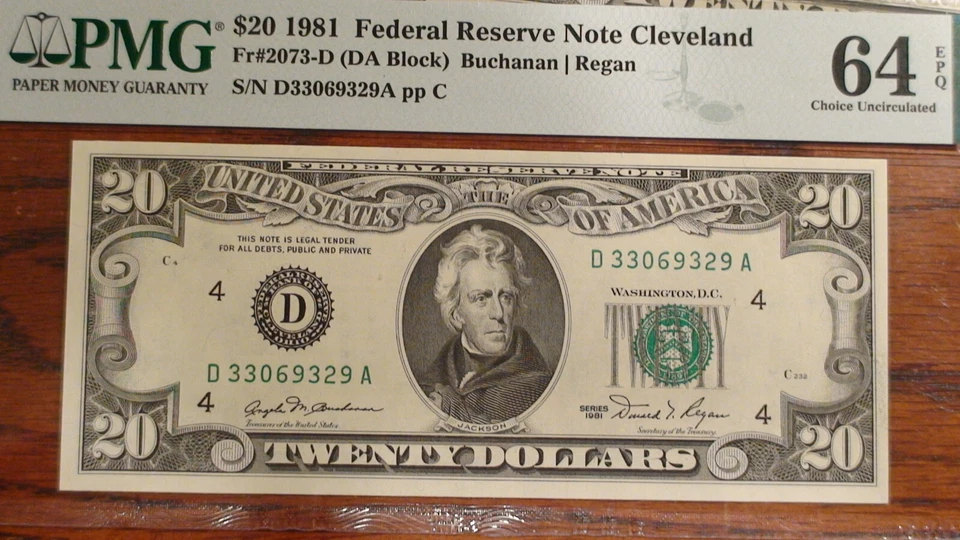 PMG®
PAPER MONEY GUARANTY
$20 1981 Federal Reserve Note Cleveland
Fr#2073-D (DA Block) Buchanan | Regan
S/N D33069329A pp C
64
EPQ
Choice Uncirculated
FEDERAL RESERVE NOTE
20
UNITED STATES
THE
OF AMERICA
20
THIS NOTE IS LEGAL TENDER
FOR ALL DEBTS, PUBLIC AND PRIVATE
D 33069329 A
C4
WASHINGTON, D.C.
4
D
4
D 33069329 A
C 233
4
Angela M. Buchanan
Treasurer of the United States.
JACKSON
SERIES
1981
Donald T. Regan
Secretary of the Treasury.
4
20
TWENTY DOLLARS
20